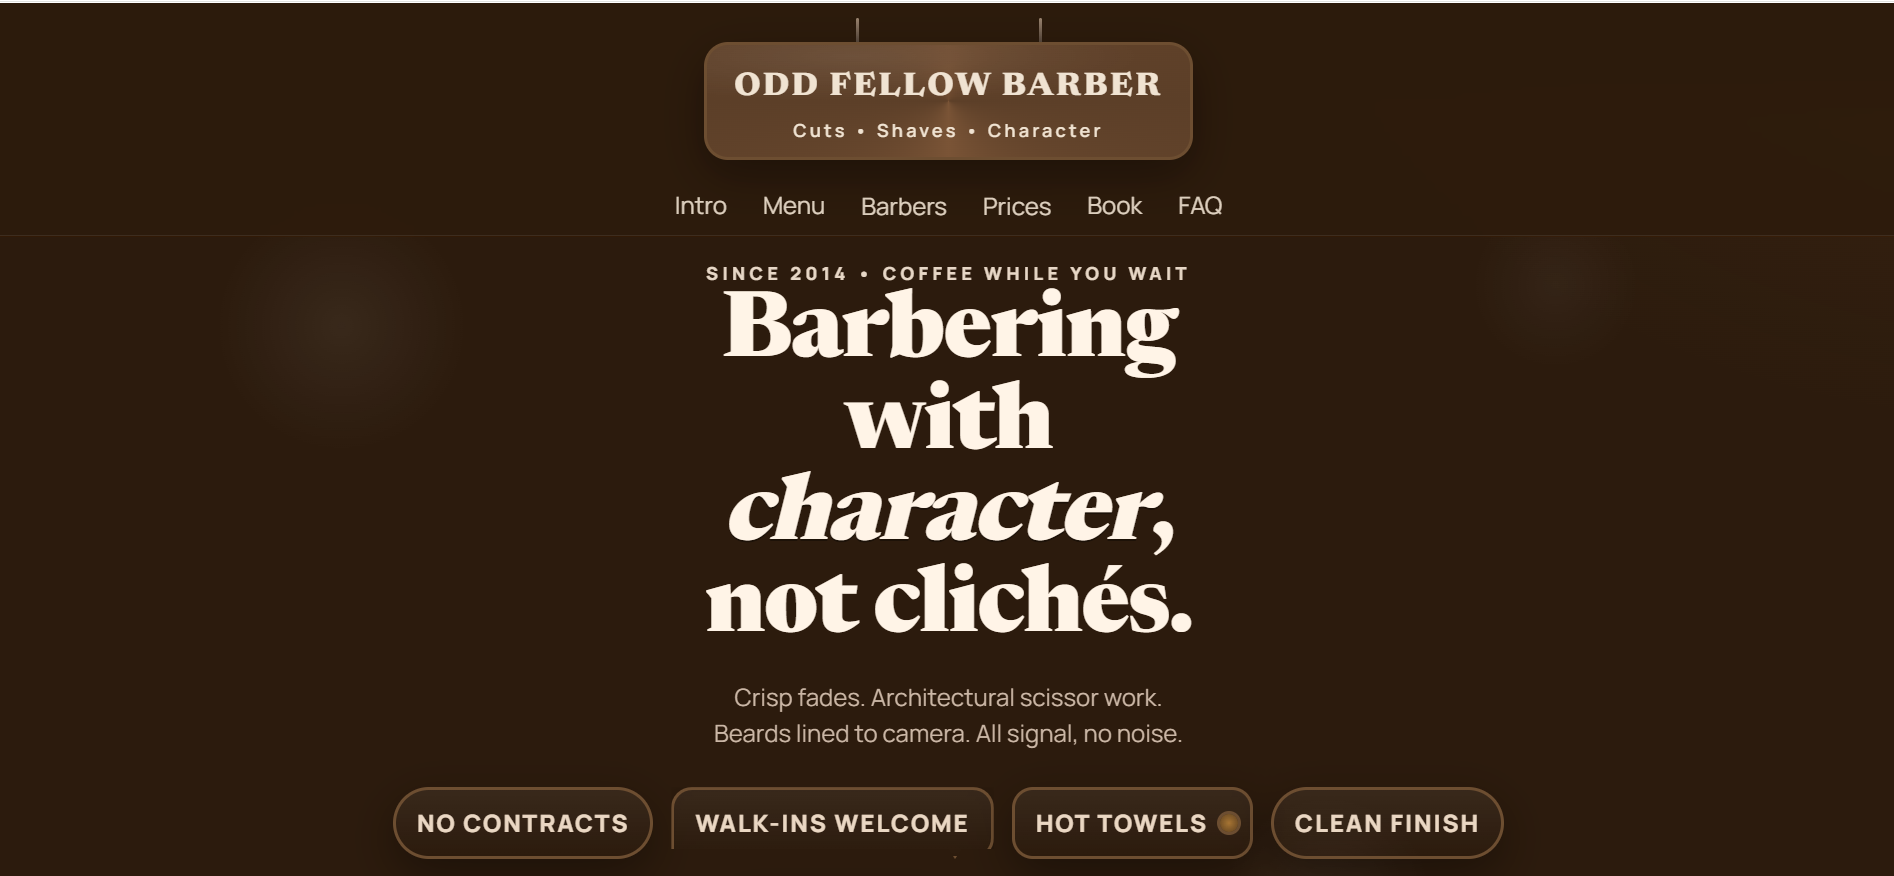 ODD FELLOW BARBER
Cuts • Shaves • Character
Intro Menu Barbers Prices Book FAQ
SINCE 2014 • COFFEE WHILE YOU WAIT
Barbering
with
character,
not clichés.
Crisp fades. Architectural scissor work.
Beards lined to camera. All signal, no noise.
NO CONTRACTS WALK-INS WELCOME HOT TOWELS CLEAN FINISH